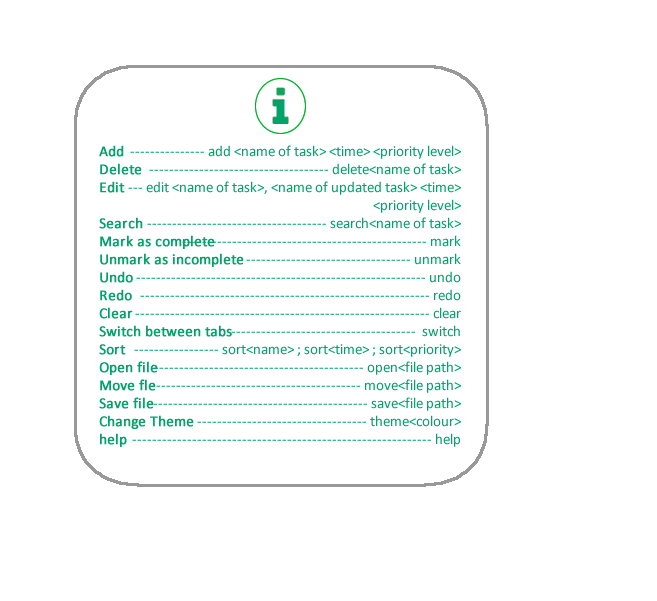 i
Add --------------- add <name of task> <time> <priority level>
Delete ------------------------------------ delete<name of task>
Edit --- edit <name of task>, <name of updated task> <time>
<priority level>
Search ------------------------------------ search<name of task>
Mark as complete------------------------------------------- mark
Unmark as incomplete --------------------------------- unmark
Undo ---------------------------------------------------------- undo
Redo ---------------------------------------------------------- redo
Clear ----------------------------------------------------------- clear
Switch between tabs------------------------------------- switch
Sort ----------------- sort<name> ; sort<time> ; sort<priority>
Open file----------------------------------------- open<file path>
Move fle----------------------------------------- move<file path>
Save file------------------------------------------- save<file path>
Change Theme ---------------------------------- theme<colour>
help ------------------------------------------------------------ help